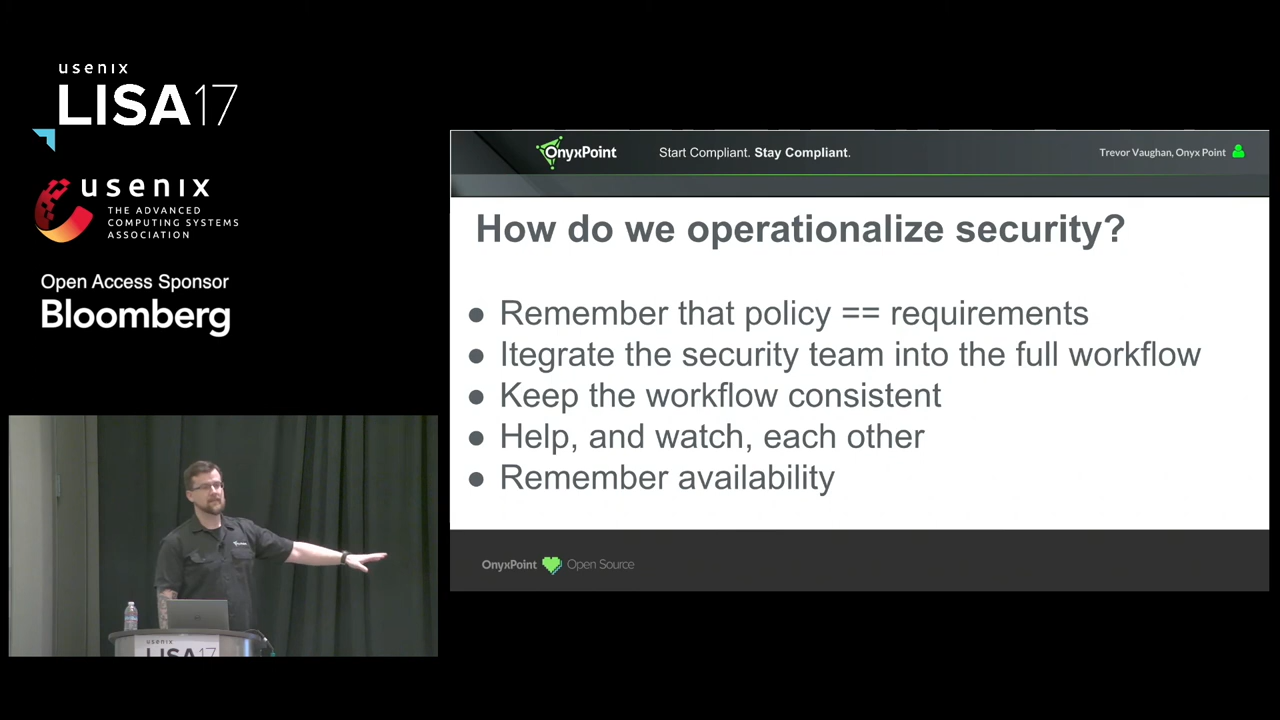 usenix
LISA17
usenix
THE ADVANCED
COMPUTING SYSTEMS
ASSOCIATION
Open Access Sponsor
Bloomberg
OnyxPoint
Start Compliant. Stay Compliant.
Trevor Vaughan, Onyx Point
How do we operationalize security?
● Remember that policy == requirements
● Itegrate the security team into the full workflow
● Keep the workflow consistent
● Help, and watch, each other
● Remember availability
OnyxPoint Open Source
usenix
LISA17